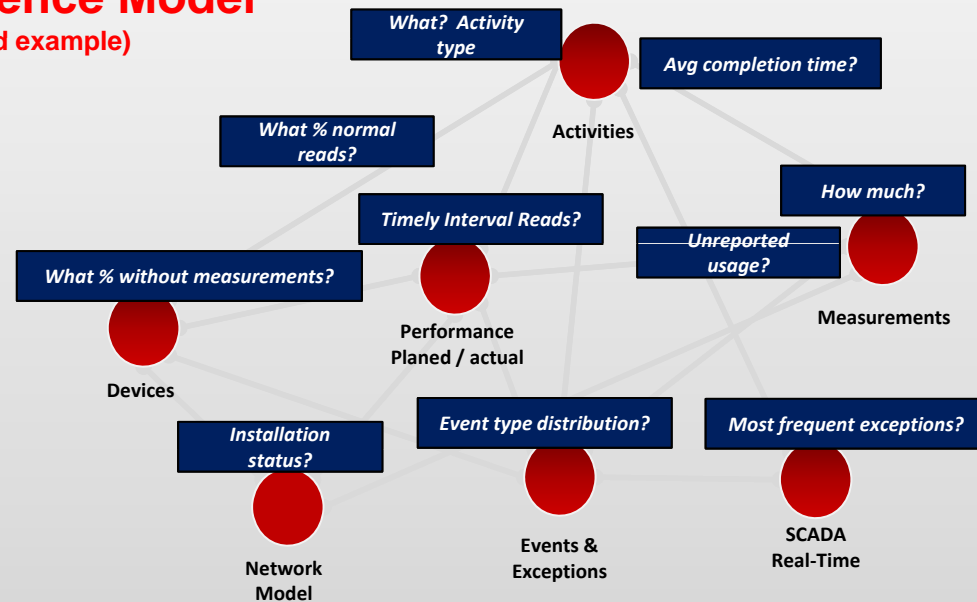 ence Model
d example)
What? Activity
type
Avg completion time?
Activities
What % normal
reads?
How much?
Timely Interval Reads?
Unreported
usage?
What % without measurements?
Measurements
Performance
Planed / actual
Devices
Installation
status?
Event type distribution?
Most frequent exceptions?
Network
Model
Events &
Exceptions
SCADA
Real-Time